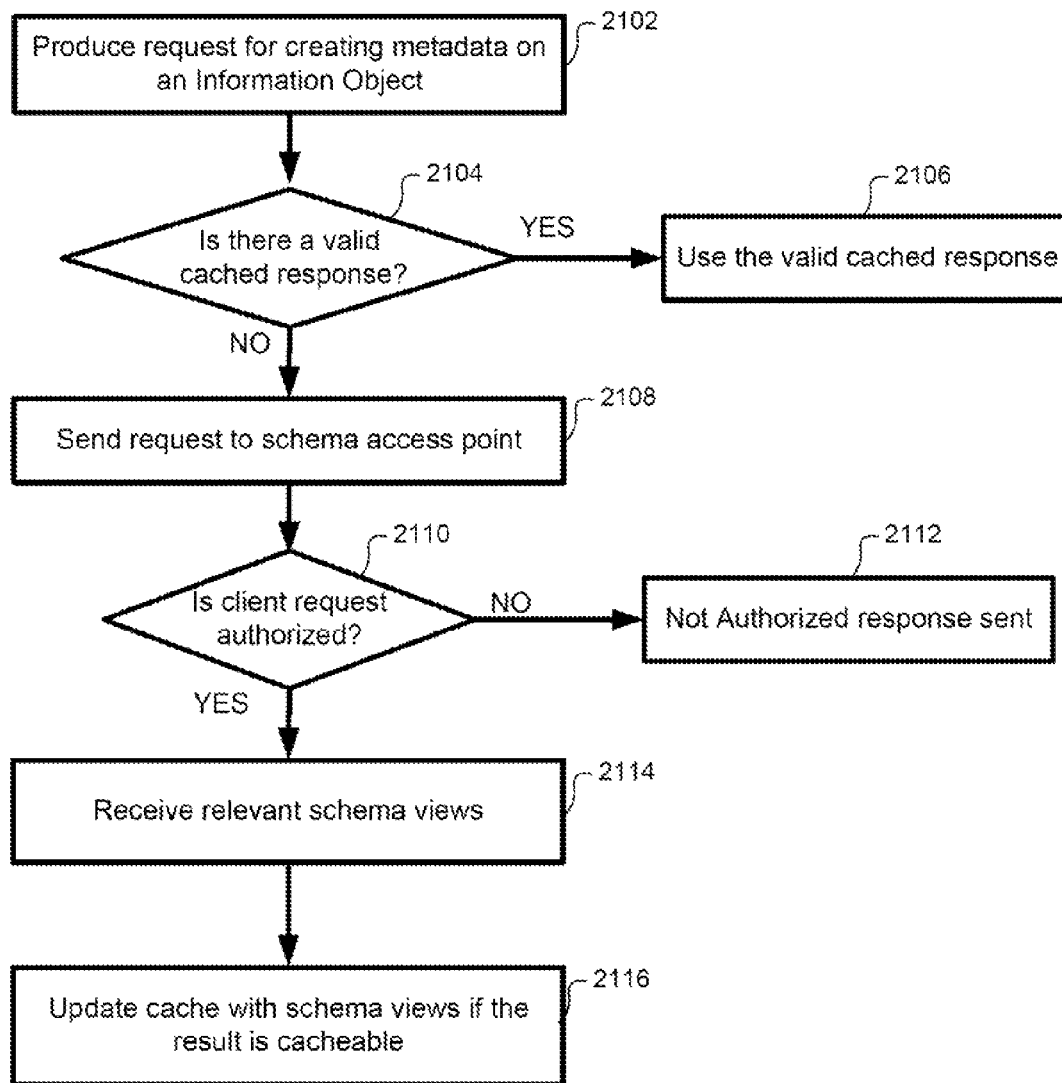 2102
Produce request for creating metadata on
an Information Object
2104
Is there a valid
cached response?
YES
2106
Use the valid cached response
NO
2108
Send request to schema access point
2110
Is client request
authorized?
NO
2112
Not Authorized response sent
YES
2114
Receive relevant schema views
2116
Update cache with schema views if the
result is cacheable